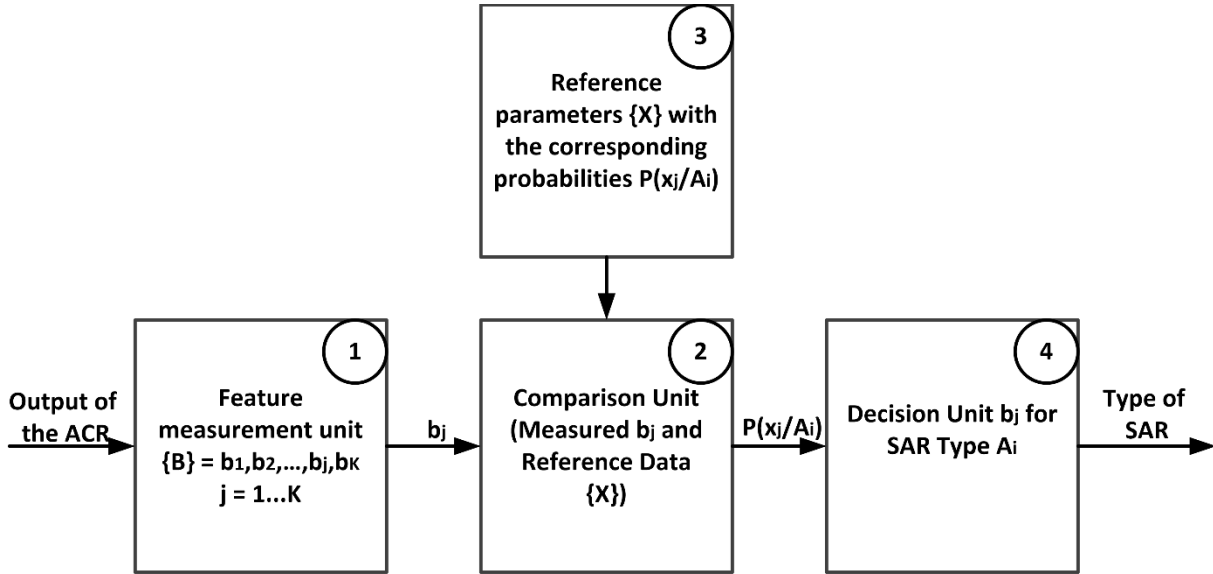 3
Reference
parameters {X} with
the corresponding
probabilities P(xj/Ai)
1
2
4
Output of
the ACR
Feature
measurement unit
{B} = b1,b2,...,bj,bK
j = 1...K
bj
Comparison Unit
(Measured bj and
Reference Data
{X})
P(xj/Ai)
Decision Unit bj for
SAR Type Ai
Type of
SAR